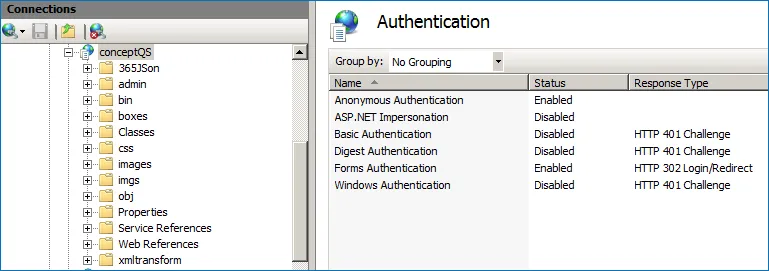 Connections
conceptQS
365JSon
admin
bin
boxes
Classes
css
images
imgs
obj
Properties
Service References
Web References
xmltransform
Authentication
Group by: No Grouping
Name Status Response Type
Anonymous Authentication Enabled
ASP.NET Impersonation Disabled
Basic Authentication Disabled HTTP 401 Challenge
Digest Authentication Disabled HTTP 401 Challenge
Forms Authentication Enabled HTTP 302 Login/Redirect
Windows Authentication Disabled HTTP 401 Challenge